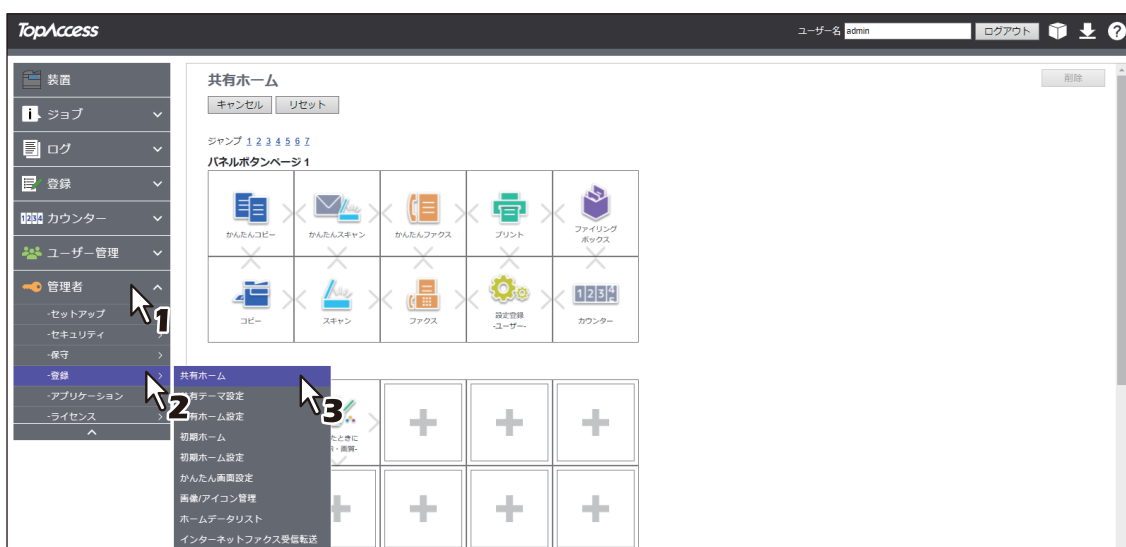 TopAccess
ユーザー名 admin ログアウト ?
装置
ジョブ
ログ
登録
1234 カウンター
ユーザー管理
管理者
-セットアップ
-セキュリティ
-保守
-登録
-アプリケーション
-ライセンス
1
2
3
共有ホーム
共有テーマ設定
共有ホーム設定
初期ホーム
初期ホーム設定
かんたん画面設定
画像/アイコン管理
ホームデータリスト
インターネットファクス受信転送
共有ホーム
削除
キャンセル リセット
ジャンプ 1 2 3 4 5 6 7
パネルボタンページ 1
かんたんコピー かんたんスキャン かんたんファクス プリント ファイリング
ボックス
コピー スキャン ファクス 設定登録
-ユーザー- 1234 カウンター
たときに
・画質-